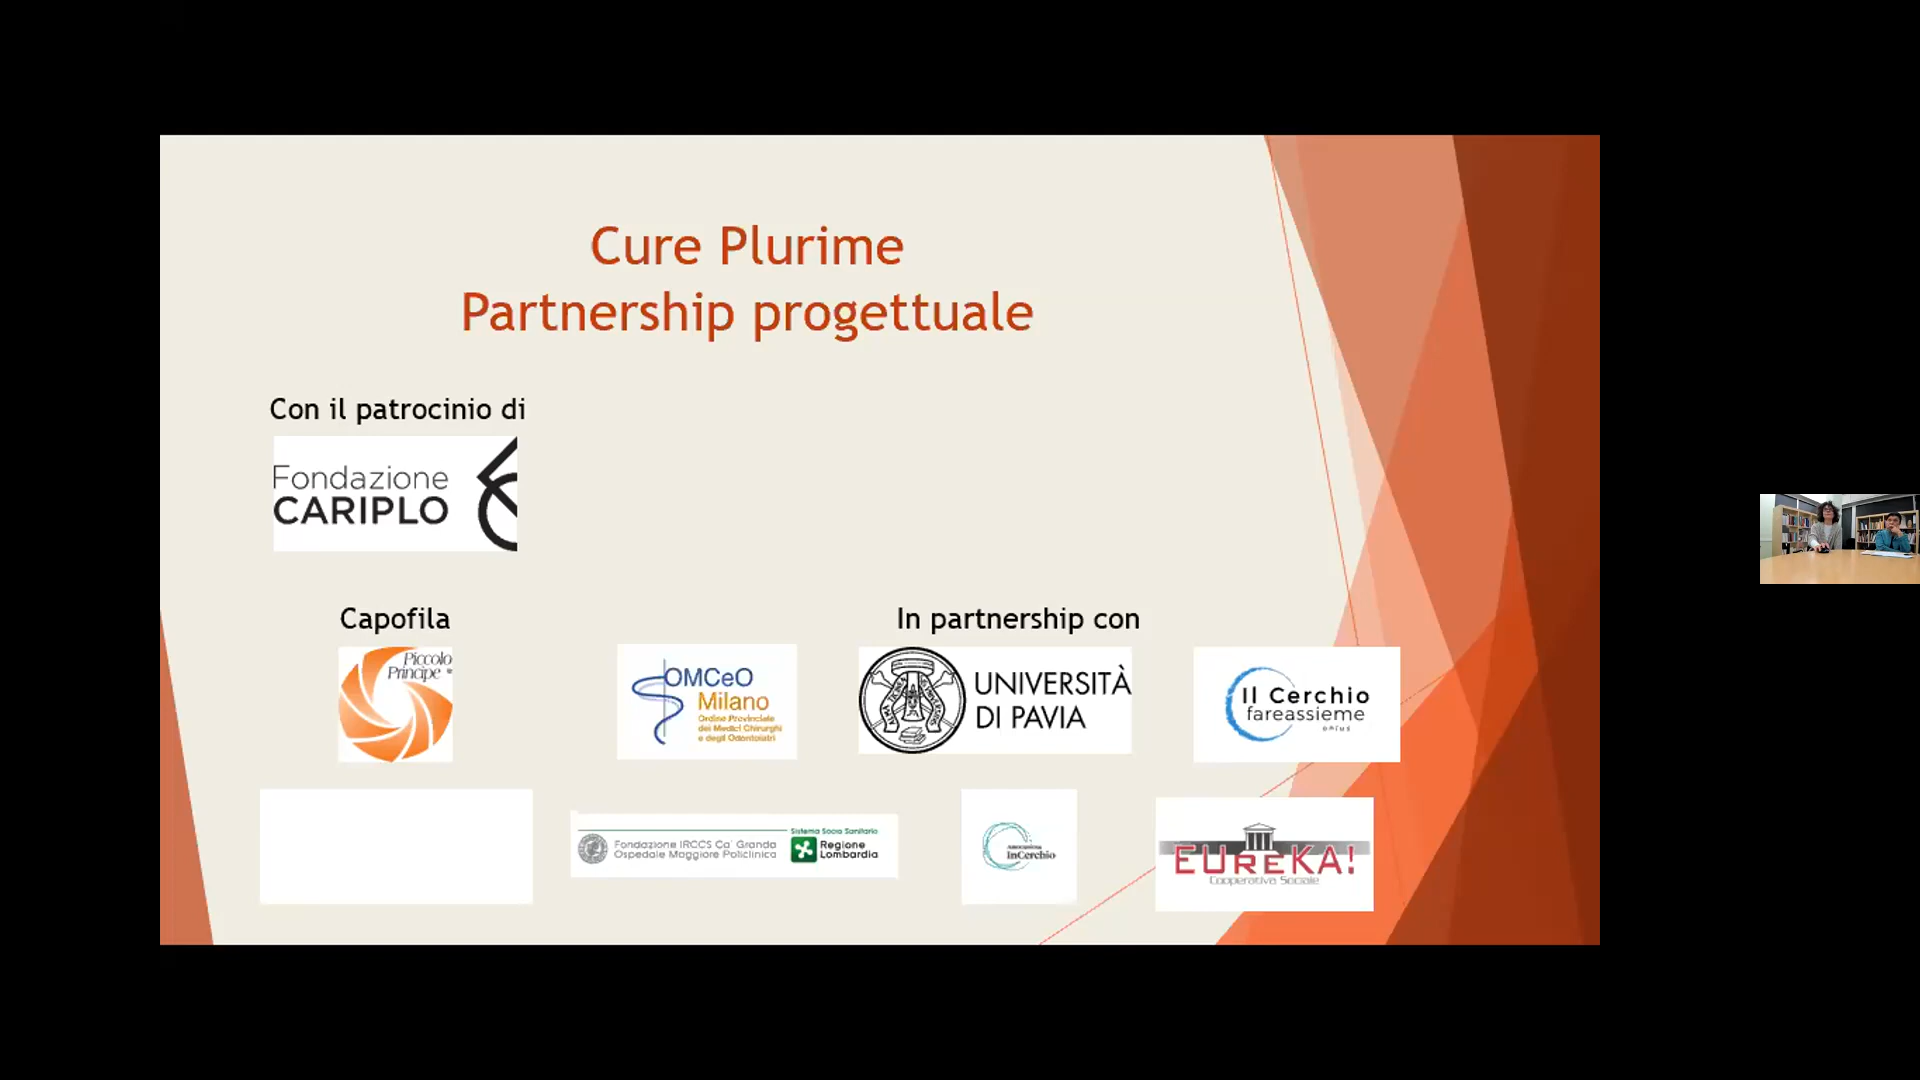 Cure Plurime
Partnership progettuale
Con il patrocinio di
Fondazione
CARIPLO
Capofila
In partnership con
Piccolo
Principe
OMCeO
Milano
Ordine Provinciale
dei Medici Chirurghi
e degli Odontoiatri
UNIVERSITÀ
DI PAVIA
Il Cerchio
fareassieme
onlus
Fondazione IRCCS Ca' Granda
Ospedale Maggiore Policlinico
Sistema Socio Sanitario
Regione
Lombardia
Associazione
InCerchio
EUREKA!
Cooperativa Sociale